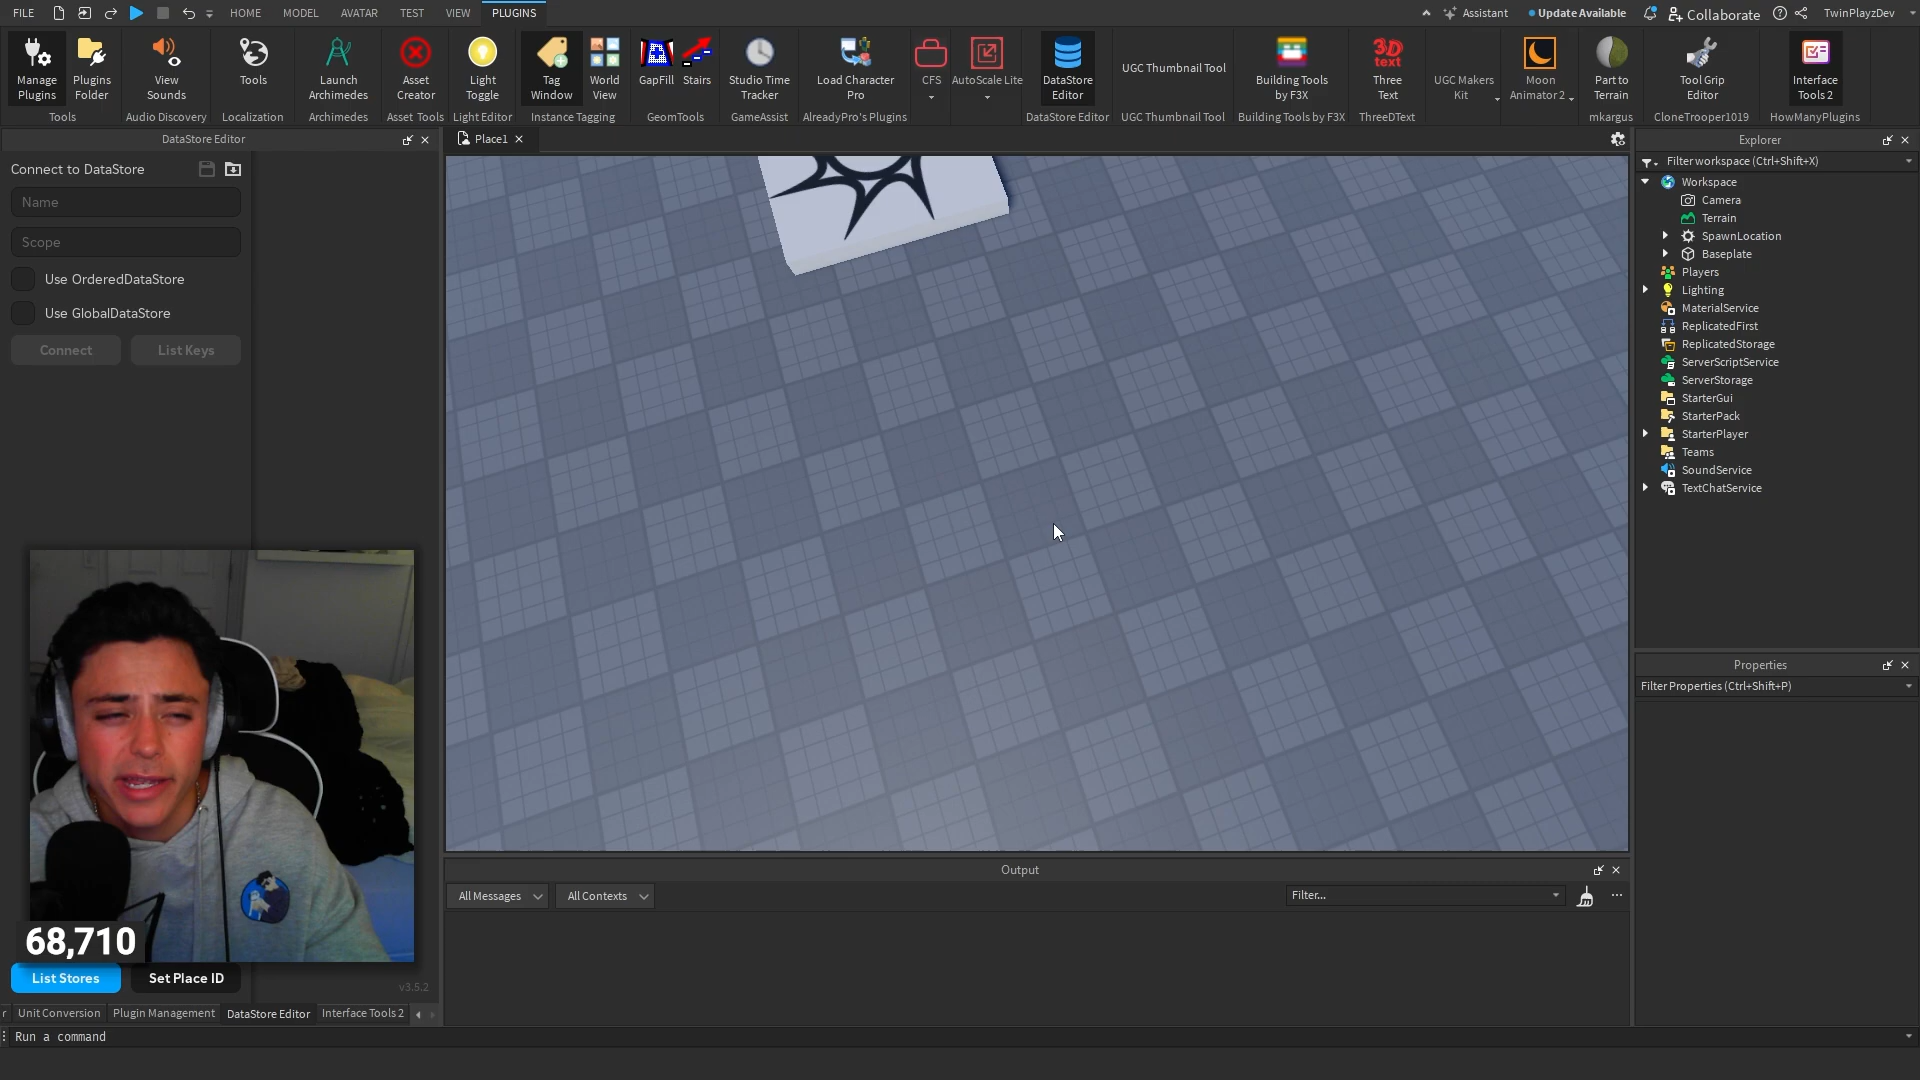 FILE HOME MODEL AVATAR TEST VIEW PLUGINS Assistant Update Available Collaborate TwinPlayzDev
Manage Plugins
Plugins Folder
Tools
View Sounds
Audio Discovery
Tools
Localization
Launch Archimedes
Archimedes
Asset Creator
Asset Tools
Light Toggle
Light Editor
Tag Window
World View
Instance Tagging
GapFill
Stairs
GeomTools
Studio Time Tracker
GameAssist
Load Character Pro
CFS
AutoScale Lite
AlreadyPro's Plugins
DataStore Editor
DataStore Editor
UGC Thumbnail Tool
UGC Thumbnail Tool
Building Tools by F3X
Building Tools by F3X
3D text
Three Text
ThreeDText
UGC Makers Kit
Moon Animator 2
Part to Terrain
mkargus
Tool Grip Editor
CloneTrooper1019
Interface Tools 2
HowManyPlugins
DataStore Editor
Connect to DataStore
Name
Scope
Use OrderedDataStore
Use GlobalDataStore
Connect
List Keys
68,710
List Stores
Set Place ID
v3.5.2
r Unit Conversion Plugin Management DataStore Editor Interface Tools 2
Run a command
Place1
Output
All Messages
All Contexts
Filter...
Explorer
Filter workspace (Ctrl+Shift+X)
Workspace
Camera
Terrain
SpawnLocation
Baseplate
Players
Lighting
MaterialService
ReplicatedFirst
ReplicatedStorage
ServerScriptService
ServerStorage
StarterGui
StarterPack
StarterPlayer
Teams
SoundService
TextChatService
Properties
Filter Properties (Ctrl+Shift+P)